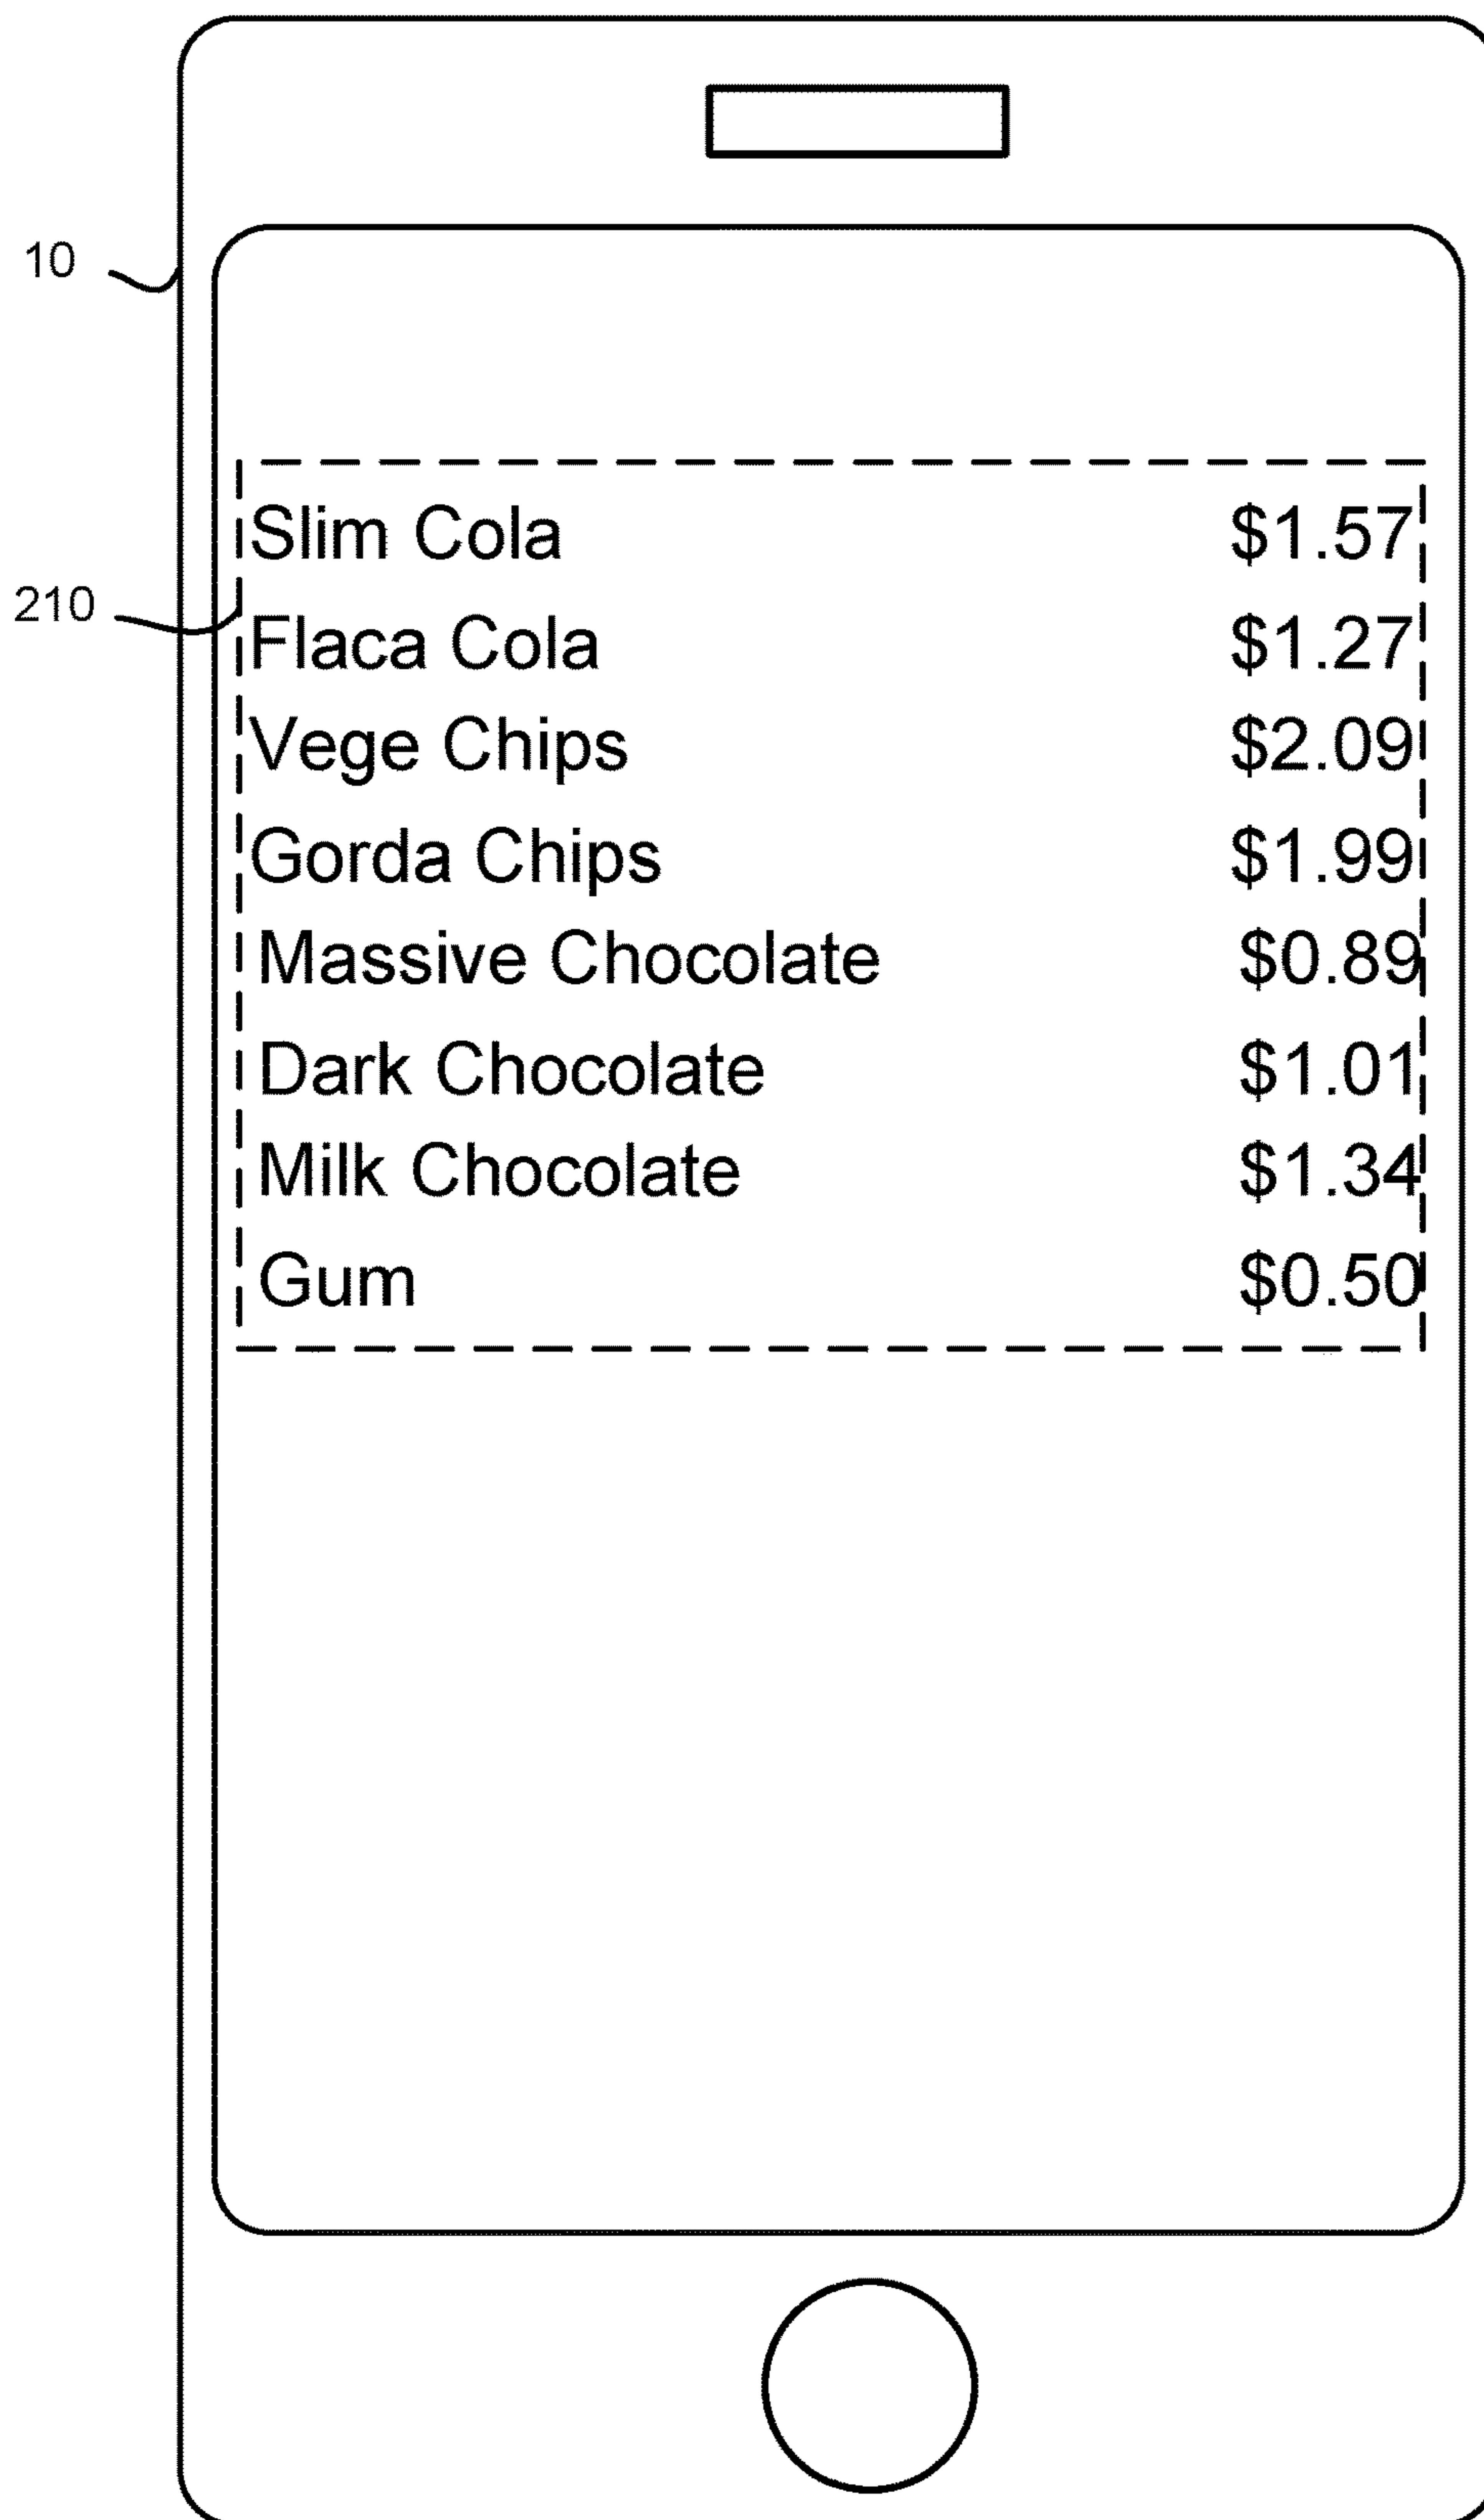 10
Slim Cola $1.57
210
Flaca Cola $1.27
Vege Chips $2.09
Gorda Chips $1.99
Massive Chocolate $0.89
Dark Chocolate $1.01
Milk Chocolate $1.34
Gum $0.50